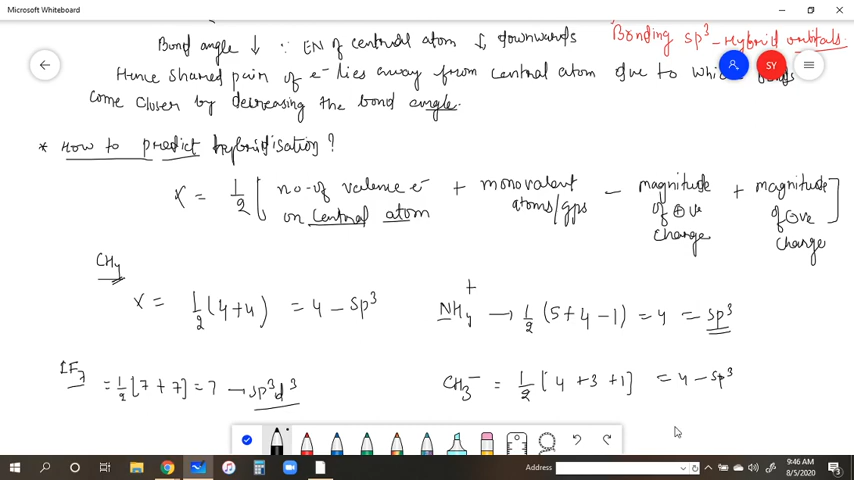 Microsoft Whiteboard
Bond angle ↓ ∵ EN of central atom ↓ downwards
Bonding sp³-Hybrid orbitals.
Hence shared pair of e⁻ lies away from central atom due to which
SY
come closer by decreasing the bond angle.
* How to predict hybridisation?
X = 1/2 [ no-of valence e⁻ on central atom + monovalent atoms/gps - magnitude of ⊕ve charge + magnitude of ⊖ve charge ]
CH4
X = 1/2 (4+4) = 4 - sp³
NH4+ → 1/2 (5+4-1) = 4 = sp³
IF7 = 1/2 [7+7] = 7 → sp³d³
CH3⁻ = 1/2 [4+3+1] = 4 - sp³
Address
9:46 AM
8/5/2020
3